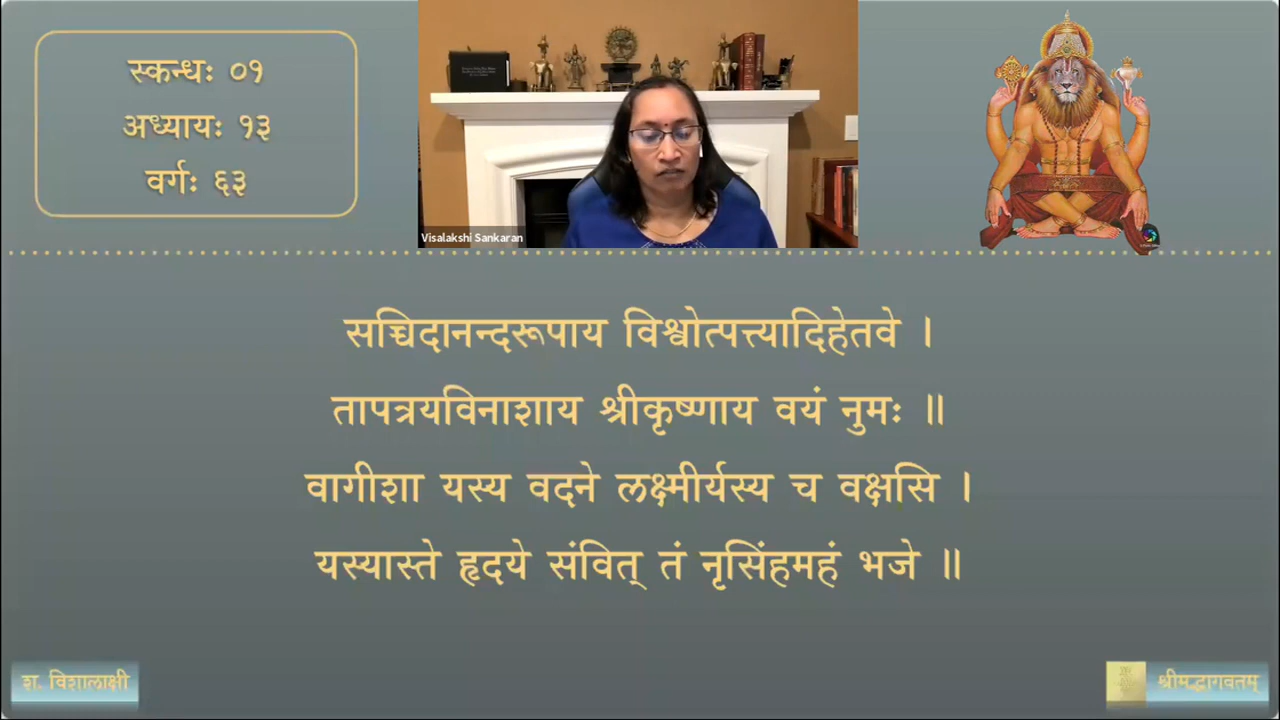 स्कन्धः ०१
अध्यायः १३
वर्गः ६३
Visalakshi Sankaran
सच्चिदानन्दरूपाय विश्वोत्पत्त्यादिहेतवे ।
तापत्रयविनाशाय श्रीकृष्णाय वयं नुमः ॥
वागीशा यस्य वदने लक्ष्मीर्यस्य च वक्षसि ।
यस्यास्ते हृदये संवित् तं नृसिंहमहं भजे ॥
श. विशालाक्षी
श्रीमद्भागवतम्